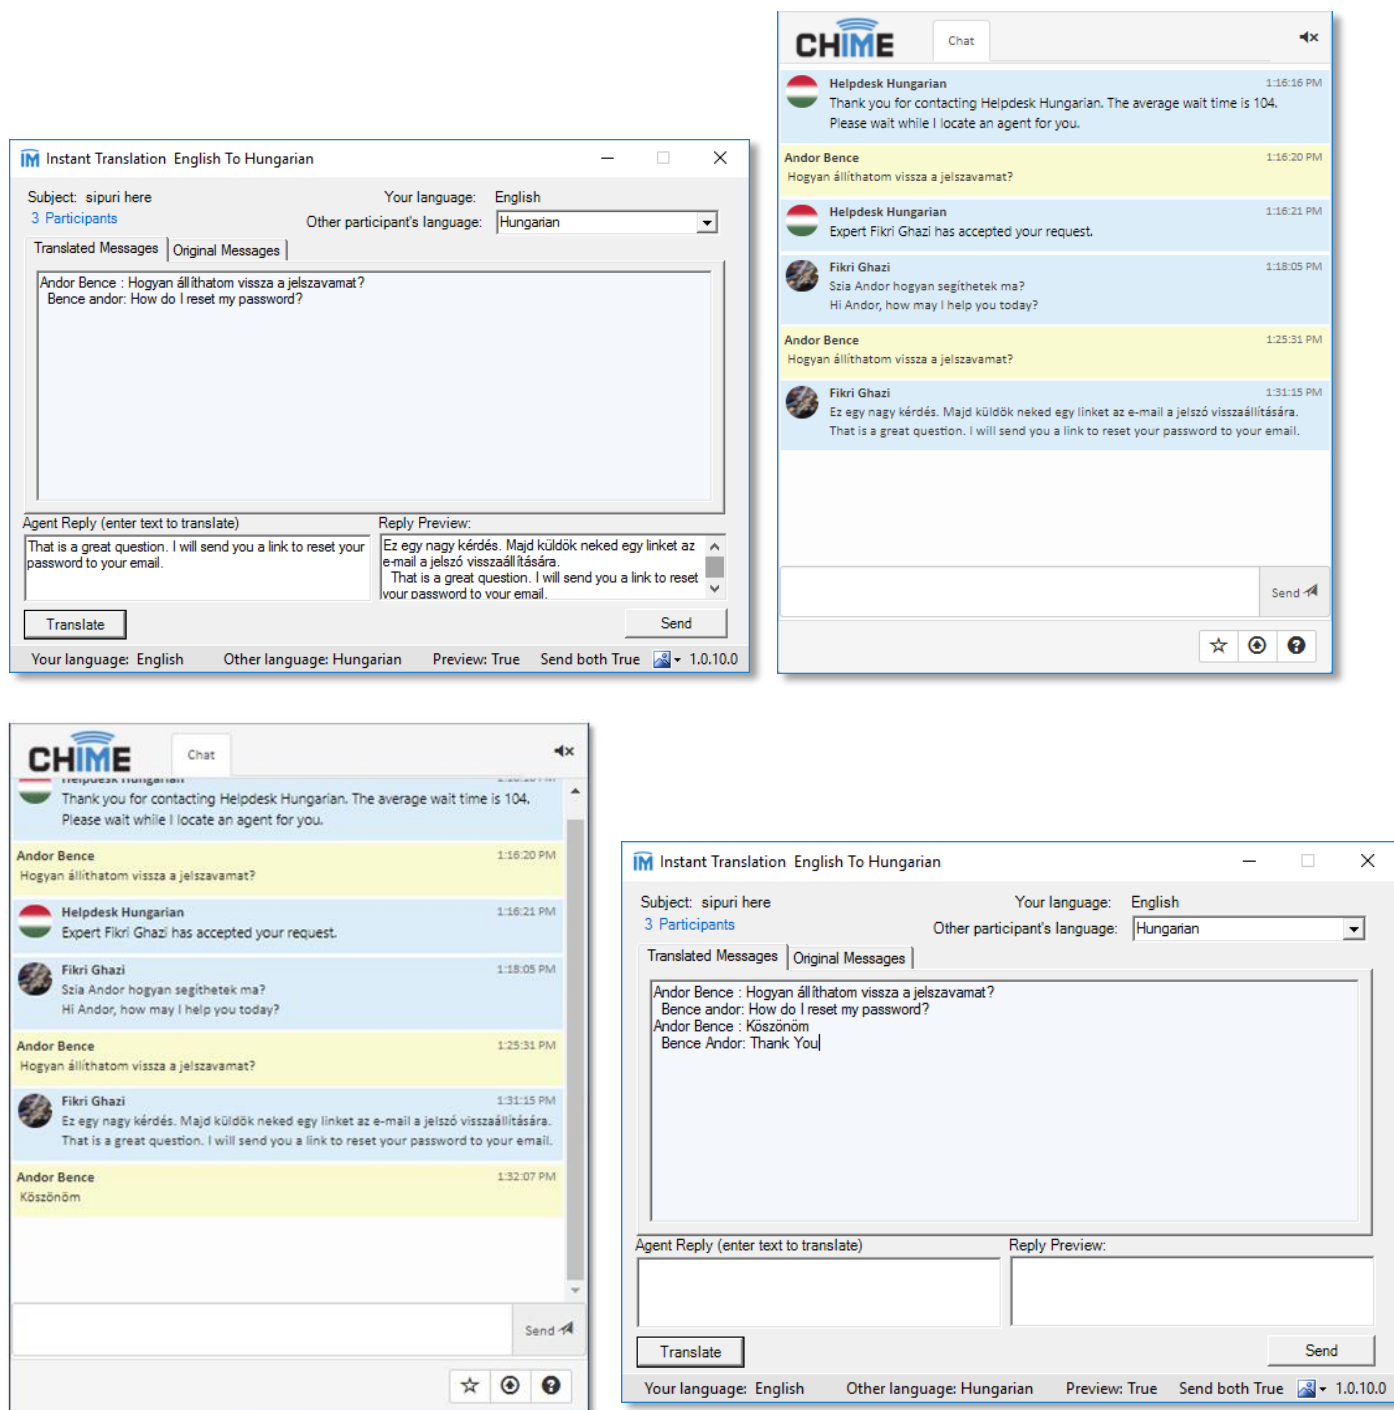 CHIME
Chat
Helpdesk Hungarian 1:16:16 PM
Thank you for contacting Helpdesk Hungarian. The average wait time is 104.
Please wait while I locate an agent for you.
Andor Bence 1:16:20 PM
Hogyan állíthatom vissza a jelszavamat?
Helpdesk Hungarian 1:16:21 PM
Expert Fikri Ghazi has accepted your request.
Fikri Ghazi 1:18:05 PM
Szia Andor hogyan segíthetek ma?
Hi Andor, how may I help you today?
Andor Bence 1:25:31 PM
Hogyan állíthatom vissza a jelszavamat?
Fikri Ghazi 1:31:15 PM
Ez egy nagy kérdés. Majd küldök neked egy linket az e-mail a jelszó visszaállítására.
That is a great question. I will send you a link to reset your password to your email.
Send
IM Instant Translation English To Hungarian
Subject: sipuri here Your language: English
3 Participants Other participant's language: Hungarian
Translated Messages Original Messages
Andor Bence : Hogyan állíthatom vissza a jelszavamat?
Bence andor: How do I reset my password?
Agent Reply (enter text to translate) Reply Preview:
That is a great question. I will send you a link to reset your
password to your email.
Ez egy nagy kérdés. Majd küldök neked egy linket az
e-mail a jelszó visszaállítására.
That is a great question. I will send you a link to reset
your password to your email.
Translate Send
Your language: English Other language: Hungarian Preview: True Send both True 1.0.10.0
CHIME
Chat
Helpdesk Hungarian
Thank you for contacting Helpdesk Hungarian. The average wait time is 104.
Please wait while I locate an agent for you.
Andor Bence 1:16:20 PM
Hogyan állíthatom vissza a jelszavamat?
Helpdesk Hungarian 1:16:21 PM
Expert Fikri Ghazi has accepted your request.
Fikri Ghazi 1:18:05 PM
Szia Andor hogyan segíthetek ma?
Hi Andor, how may I help you today?
Andor Bence 1:25:31 PM
Hogyan állíthatom vissza a jelszavamat?
Fikri Ghazi 1:31:15 PM
Ez egy nagy kérdés. Majd küldök neked egy linket az e-mail a jelszó visszaállítására.
That is a great question. I will send you a link to reset your password to your email.
Andor Bence 1:32:07 PM
Köszönöm
Send
IM Instant Translation English To Hungarian
Subject: sipuri here Your language: English
3 Participants Other participant's language: Hungarian
Translated Messages Original Messages
Andor Bence : Hogyan állíthatom vissza a jelszavamat?
Bence andor: How do I reset my password?
Andor Bence : Köszönöm
Bence Andor: Thank You
Agent Reply (enter text to translate) Reply Preview:
Translate Send
Your language: English Other language: Hungarian Preview: True Send both True 1.0.10.0